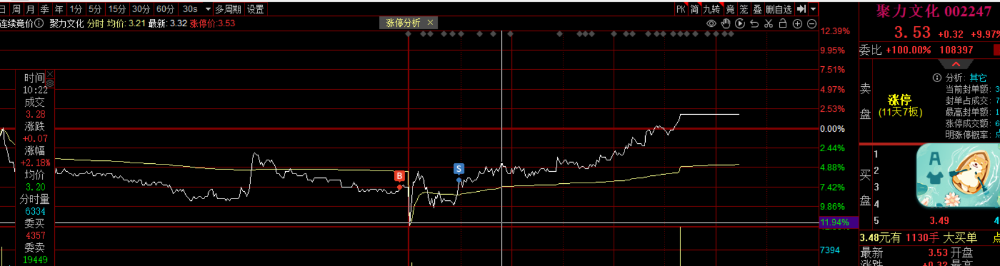 日 周 月 季 年 1分 5分 15分 30分 60分 30s 多周期 设置
PK 简 九转 竞 笼 叠 删自选
连续竞价 聚力文化 分时 均价: 3.21 最新: 3.32 涨停价:3.53
涨停分析 ×
时间
10:22
成交
3.28
涨跌
+0.07
涨幅
+2.18%
均价
3.20
分时量
6334
委买
4357
委卖
19449
B
S
12.39%
9.95%
7.51%
4.97%
2.53%
0.00%
2.44%
4.88%
7.42%
9.86%
11.94%
7394
聚力文化 002247
3.53 +0.32 +9.97%
委比 +100.00% 108397
卖盘
涨停
(11天7板)
分析: 其它
当前封单额: 3
封单占成交: 7
最高封单额: 1
涨停成交额: 6
明涨停概率: 点
买盘
1
2
3
4
5 3.49 4
A
3.48元有 1130手 大买单 点
最新 3.53 开盘
涨跌 +0.32 最高